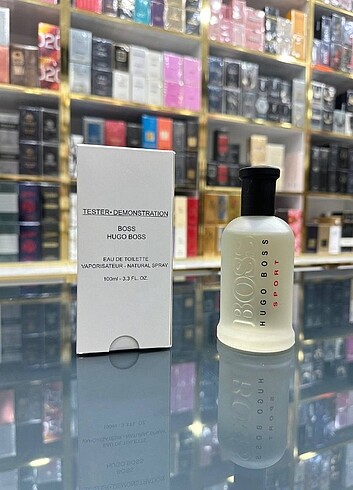 TESTER-DEMONSTRATION
BOSS
HUGO BOSS
EAU DE TOILETTE
VAPORISATEUR - NATURAL SPRAY
100ml - 3.3 FL. OZ.
BOSS
HUGO BOSS
SPORT